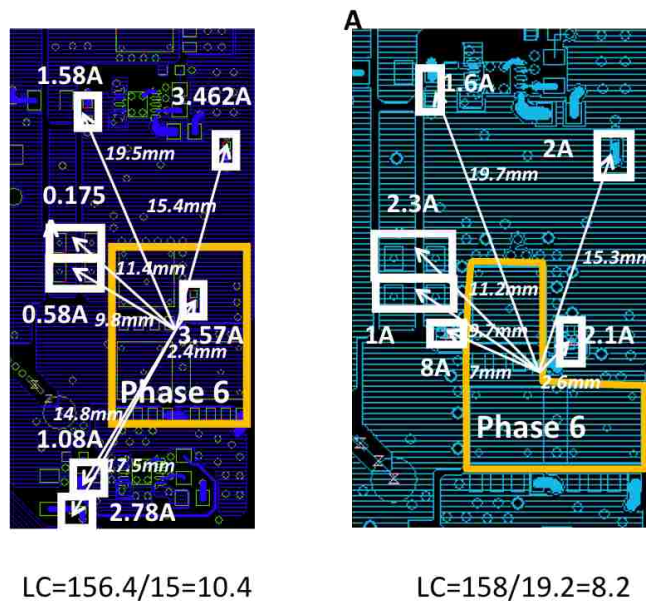 A
1.58A
3.462A
19.5mm
0.175
A
15.4mm
11.4mm
0.58A
9.8mm
3.57A
2.4mm
Phase 6
14.8mm
1.08A
17.5mm
2.78A
LC=156.4/15=10.4
1.6A
2A
19.7mm
2.3A
15.3mm
11.2mm
9.7mm
1A
2.1A
8A
7mm
2.6mm
Phase 6
LC=158/19.2=8.2